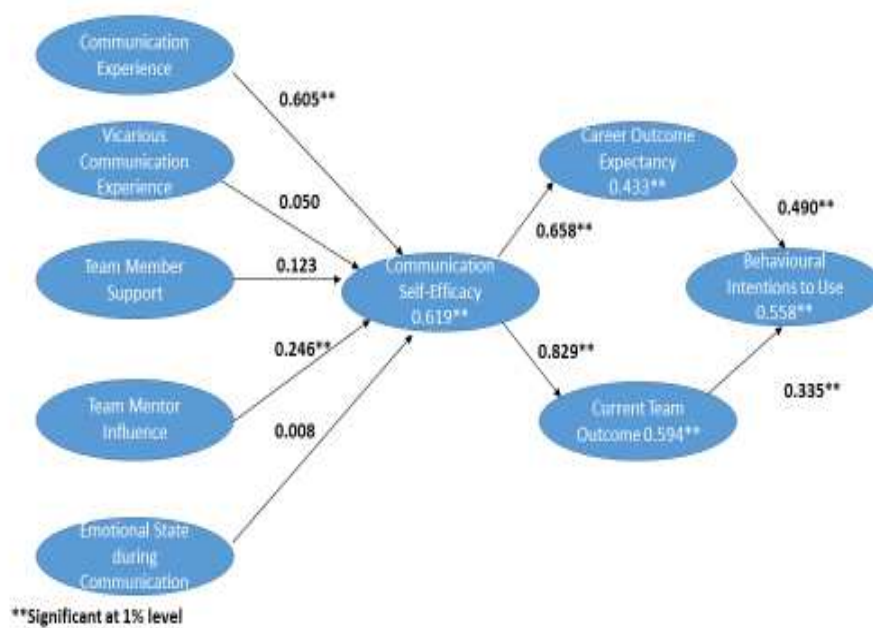 Communication
Experience
0.605**
Vicarious
Communication
Experience
0.050
Team Member
Support
0.123
Team Mentor
Influence
0.246**
Emotional State
during
Communication
0.008
Communication
Self-Efficacy
0.619**
Career Outcome
Expectancy
0.433**
0.658**
0.490**
Behavioural
Intentions to Use
0.558**
0.829**
Current Team
Outcome 0.594**
0.335**
**Significant at 1% level